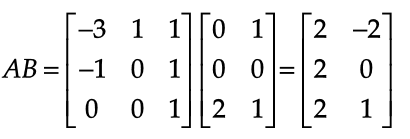 AB = [−3 1 1] [0 1] = [2 −2]
[−1 0 1] [0 0] [2 0]
[0 0 1] [2 1] [2 1]